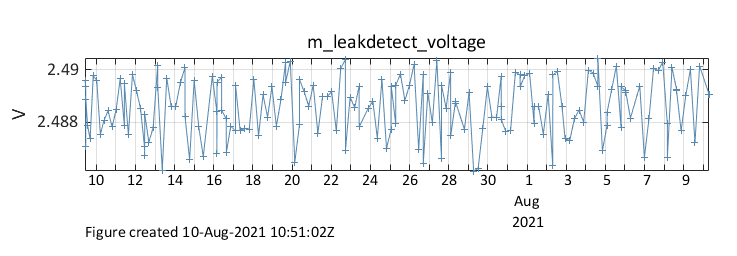 m_leakdetect_voltage
2.49
2.488
V
10 12 14 16 18 20 22 24 26 28 30 1 3 5 7 9
Aug
2021
Figure created 10-Aug-2021 10:51:02Z